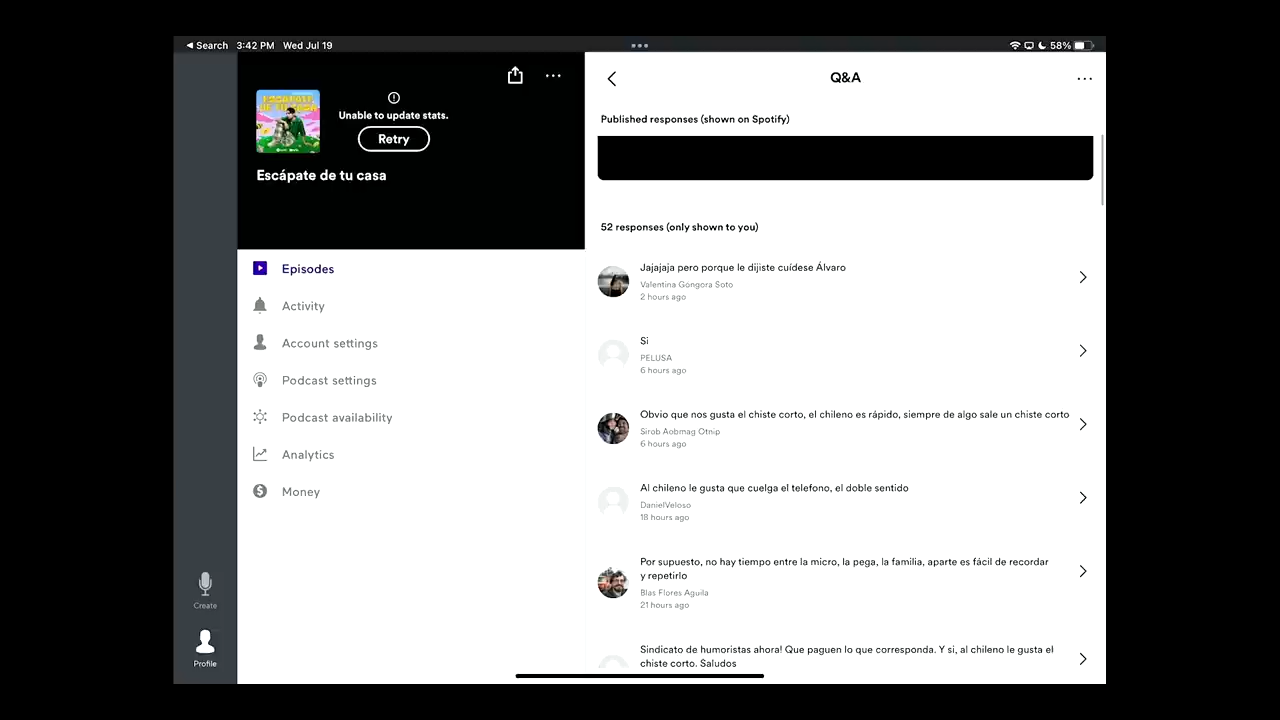 Search 3:42 PM Wed Jul 19
58%
Unable to update stats.
Retry
Escápate de tu casa
Episodes
Activity
Account settings
Podcast settings
Podcast availability
Analytics
Money
Create
Profile
Q&A
Published responses (shown on Spotify)
52 responses (only shown to you)
Jajajaja pero porque le dijiste cuídese Álvaro
Valentina Gongora Soto
2 hours ago
Si
PELUSA
6 hours ago
Obvio que nos gusta el chiste corto, el chileno es rápido, siempre de algo sale un chiste corto
Sirob Aobmag Otnip
6 hours ago
Al chileno le gusta que cuelga el telefono, el doble sentido
DanielVeloso
18 hours ago
Por supuesto, no hay tiempo entre la micro, la pega, la familia, aparte es fácil de recordar
y repetirlo
Blas Flores Aguila
21 hours ago
Sindicato de humoristas ahora! Que paguen lo que corresponda. Y si, al chileno le gusta el
chiste corto. Saludos